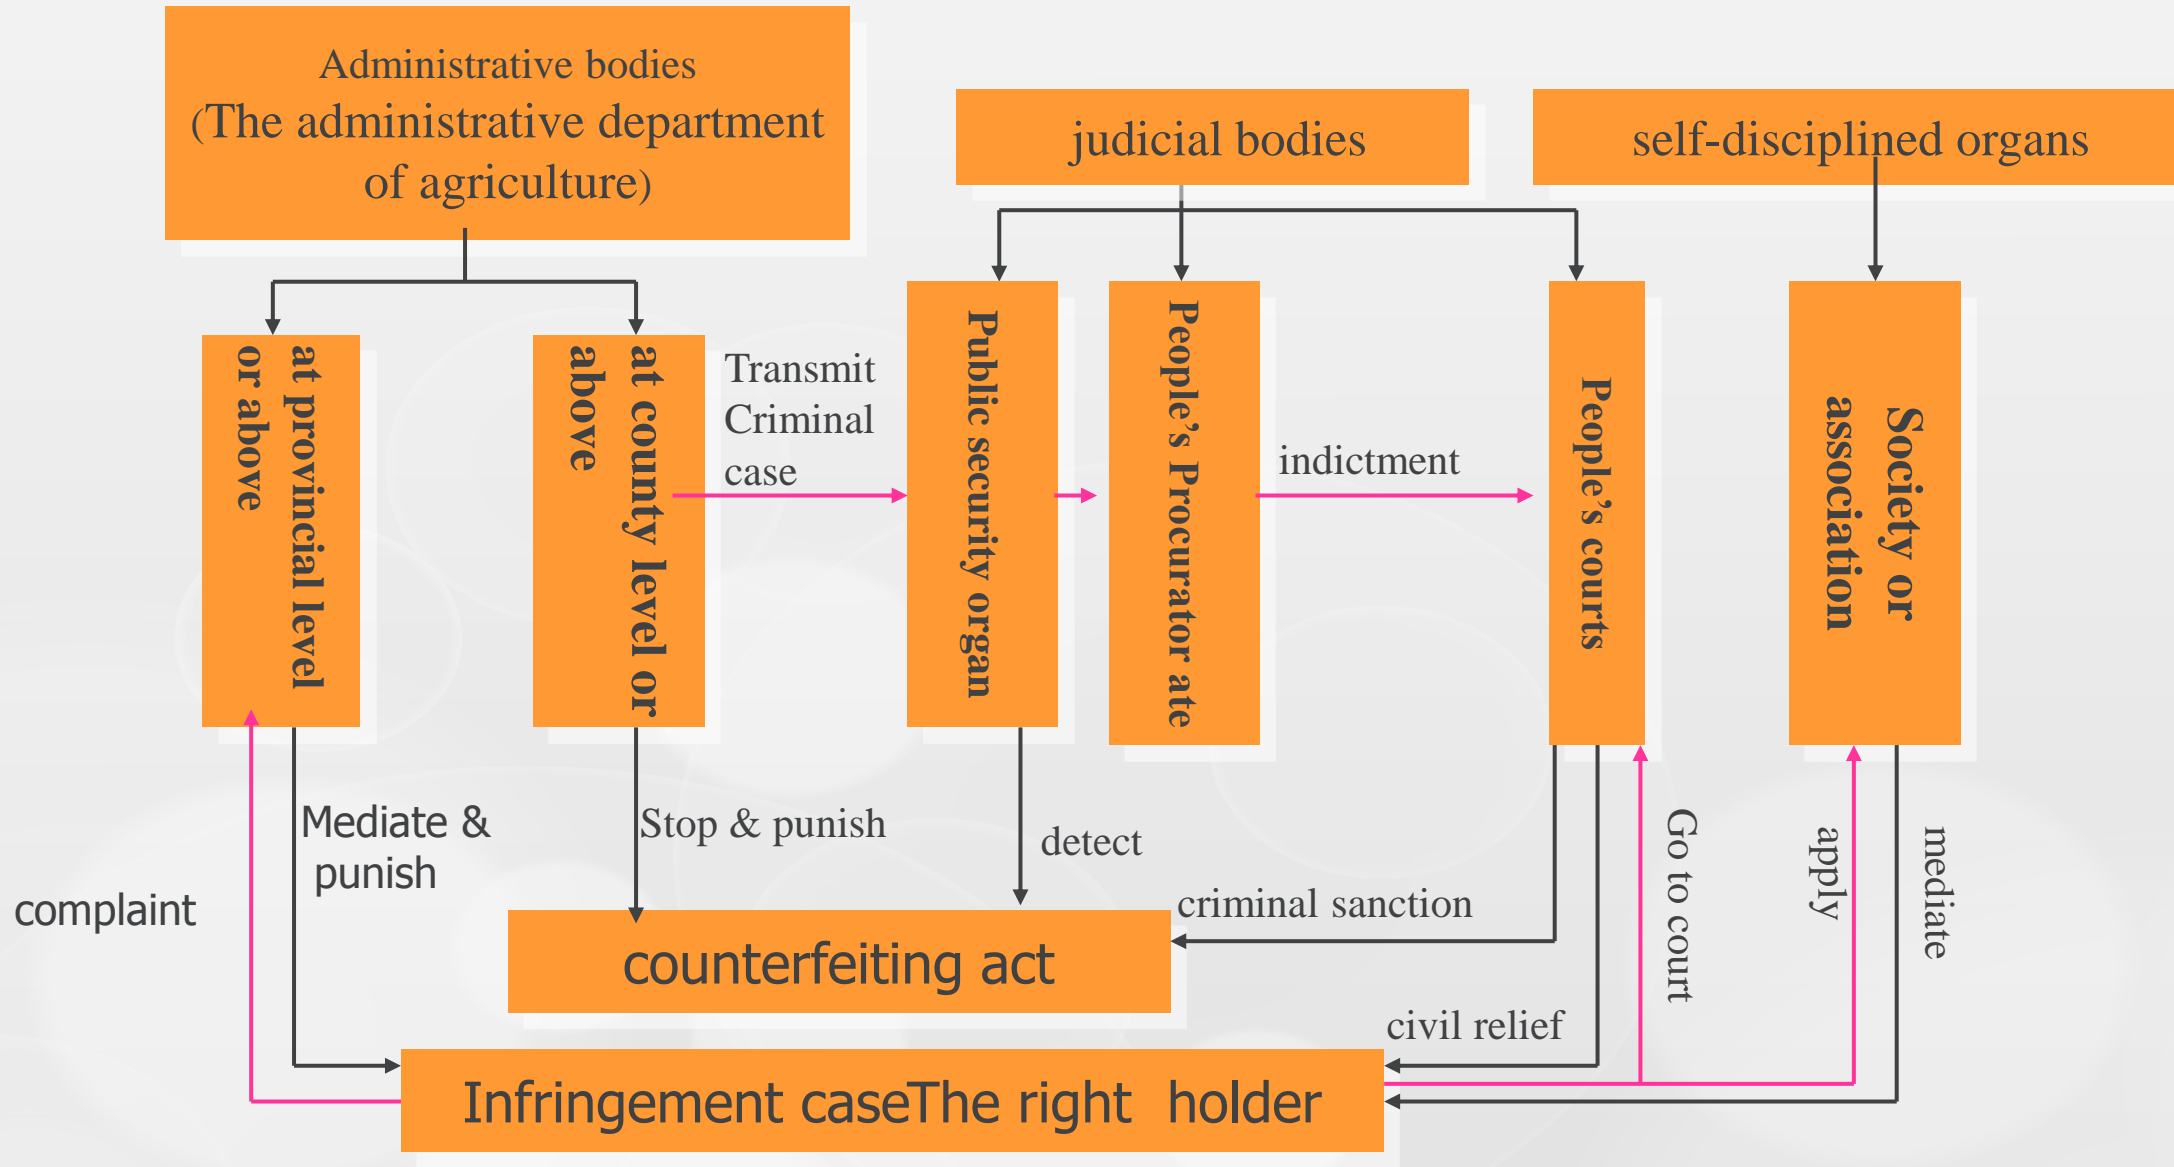 Administrative bodies
(The administrative department
of agriculture)
judicial bodies
self-disciplined organs
at provincial level
or above
at county level or
above
Transmit
Criminal
case
Public security organ
People’s Procurator ate
indictment
People’s courts
Society or
association
Mediate &
punish
complaint
Stop & punish
detect
criminal sanction
Go to court
apply
mediate
counterfeiting act
civil relief
Infringement caseThe right  holder